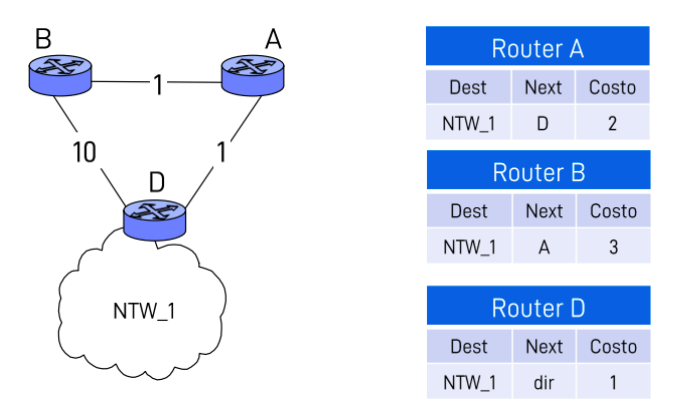 B
A
1
10
1
D
NTW_1
Router A
Dest Next Costo
NTW_1 D 2
Router B
Dest Next Costo
NTW_1 A 3
Router D
Dest Next Costo
NTW_1 dir 1